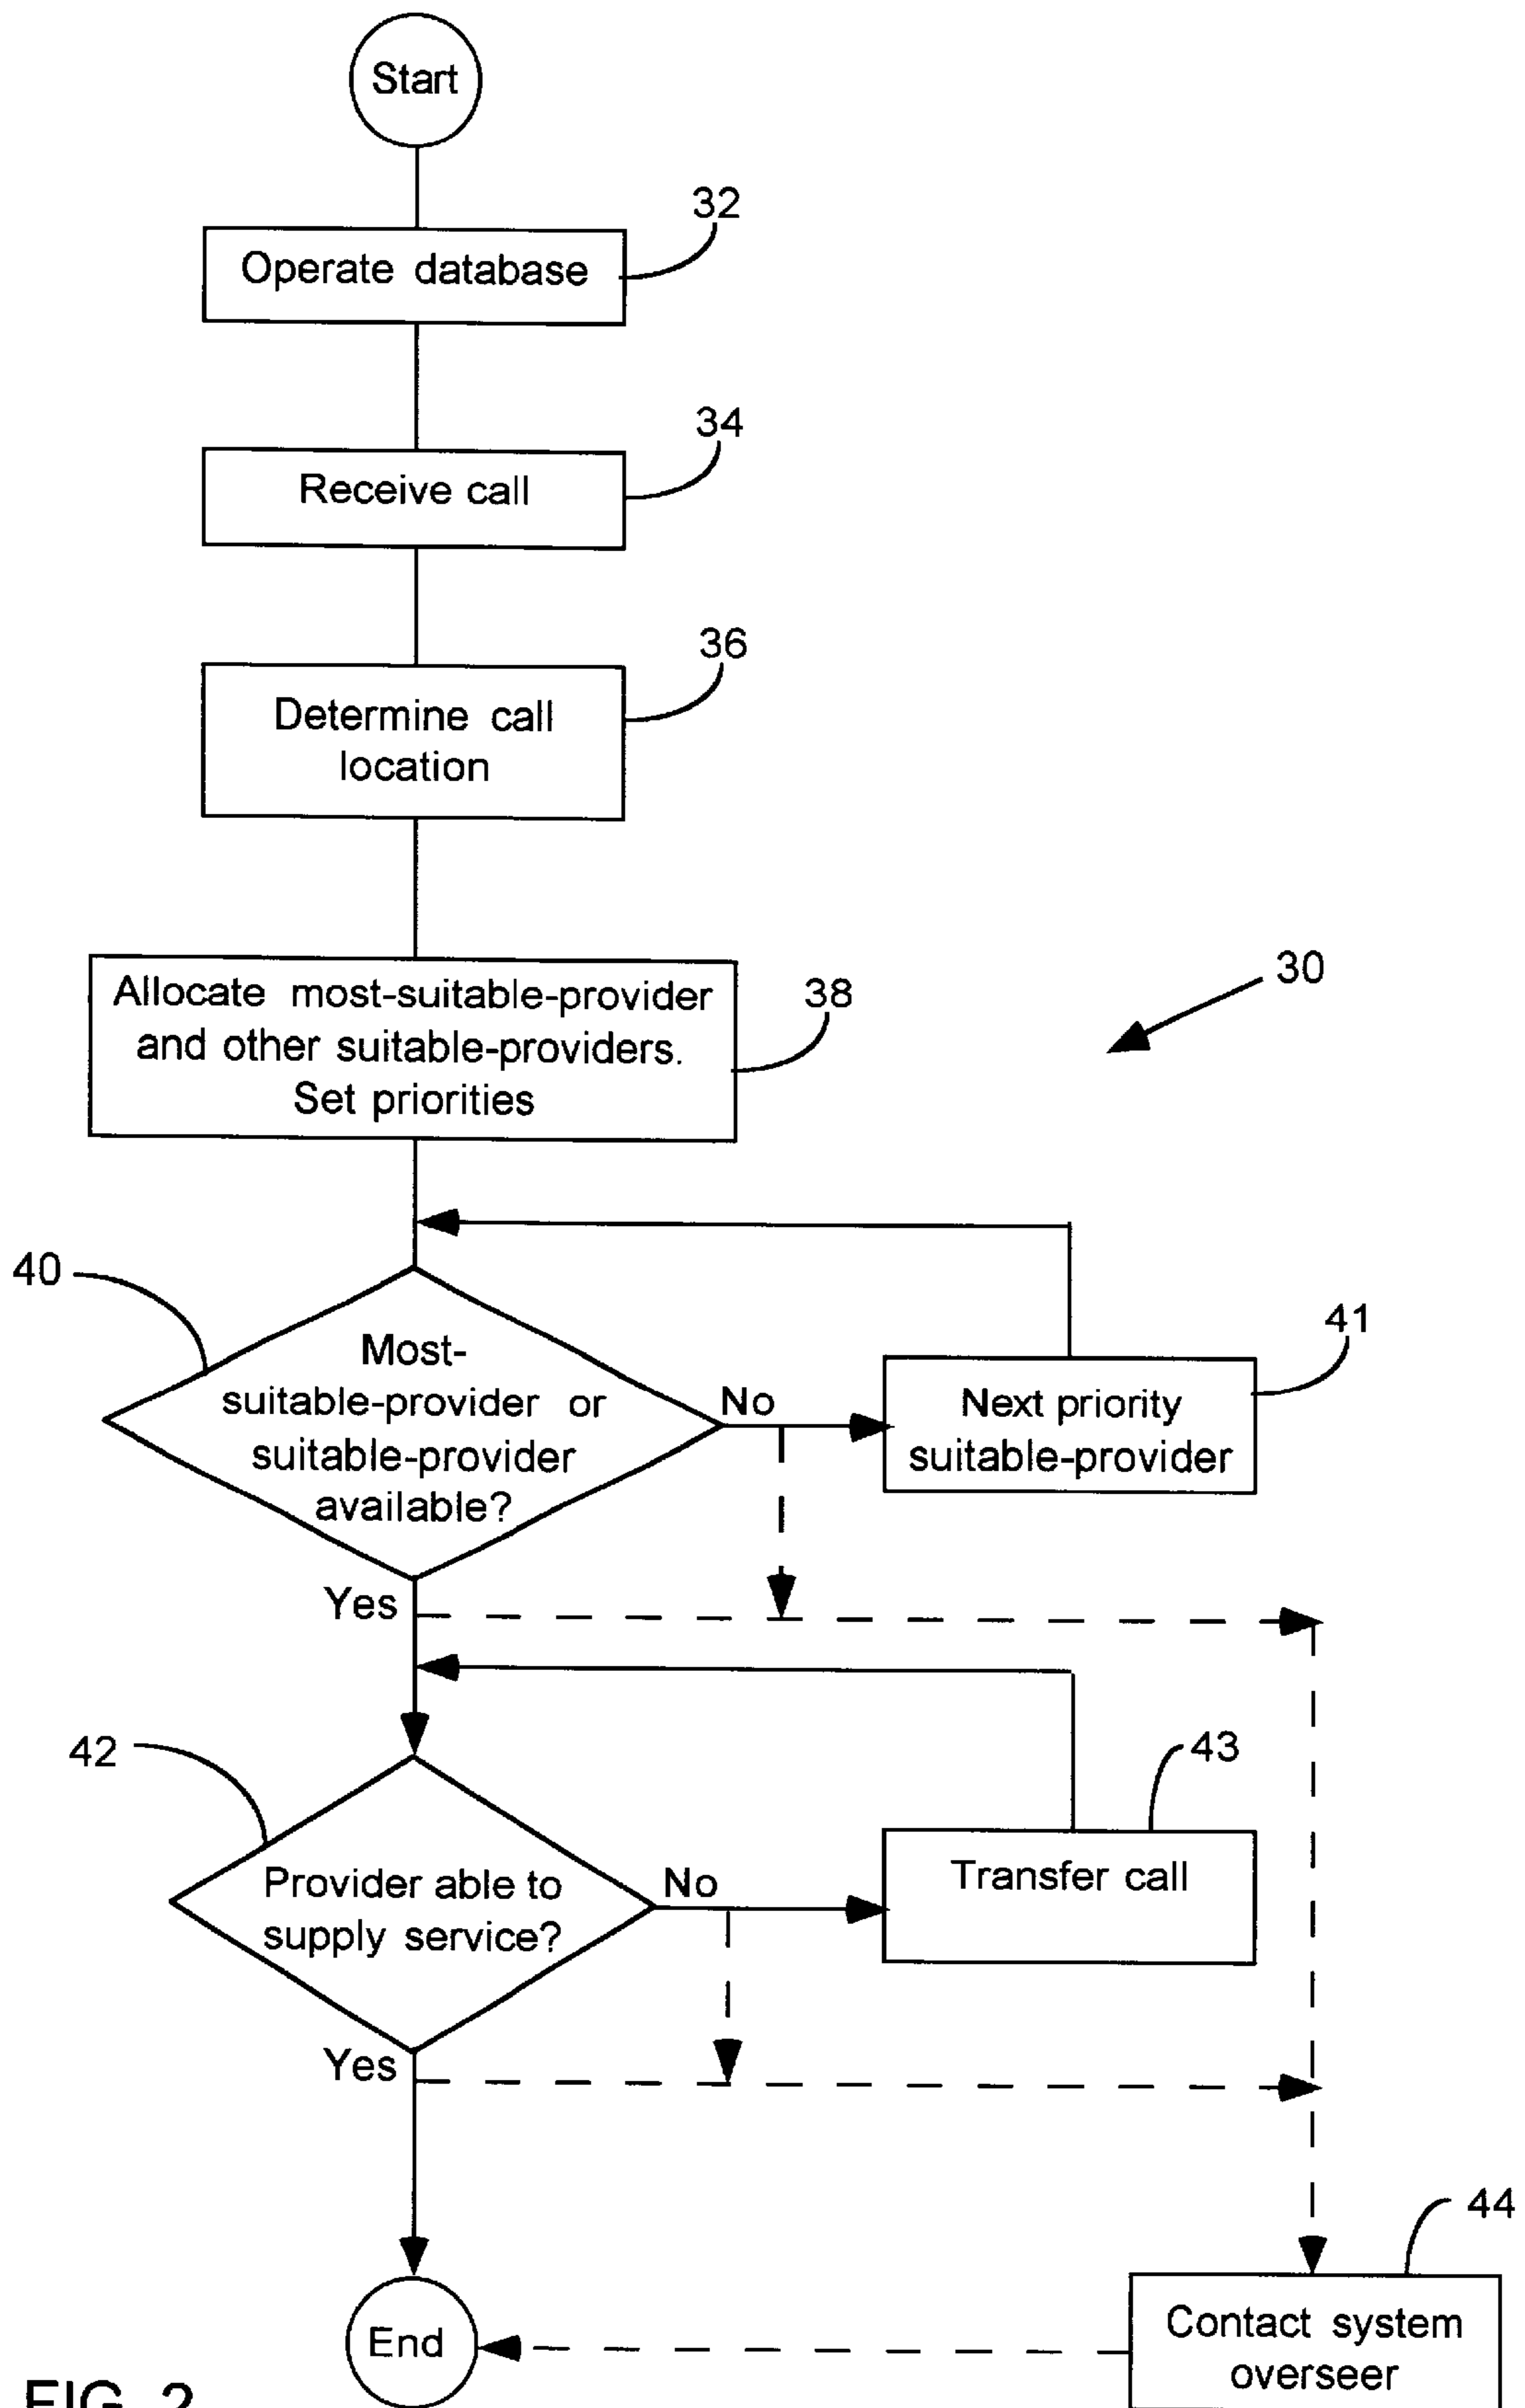 Start
32
Operate database
34
Receive call
36
Determine call
location
Allocate most-suitable-provider
and other suitable-providers.
Set priorities
38
30
40
Most-
suitable-provider or
suitable-provider
available?
No
41
Next priority
suitable-provider
Yes
42
Provider able to
supply service?
No
43
Transfer call
Yes
44
Contact system
overseer
End
FIG. 2